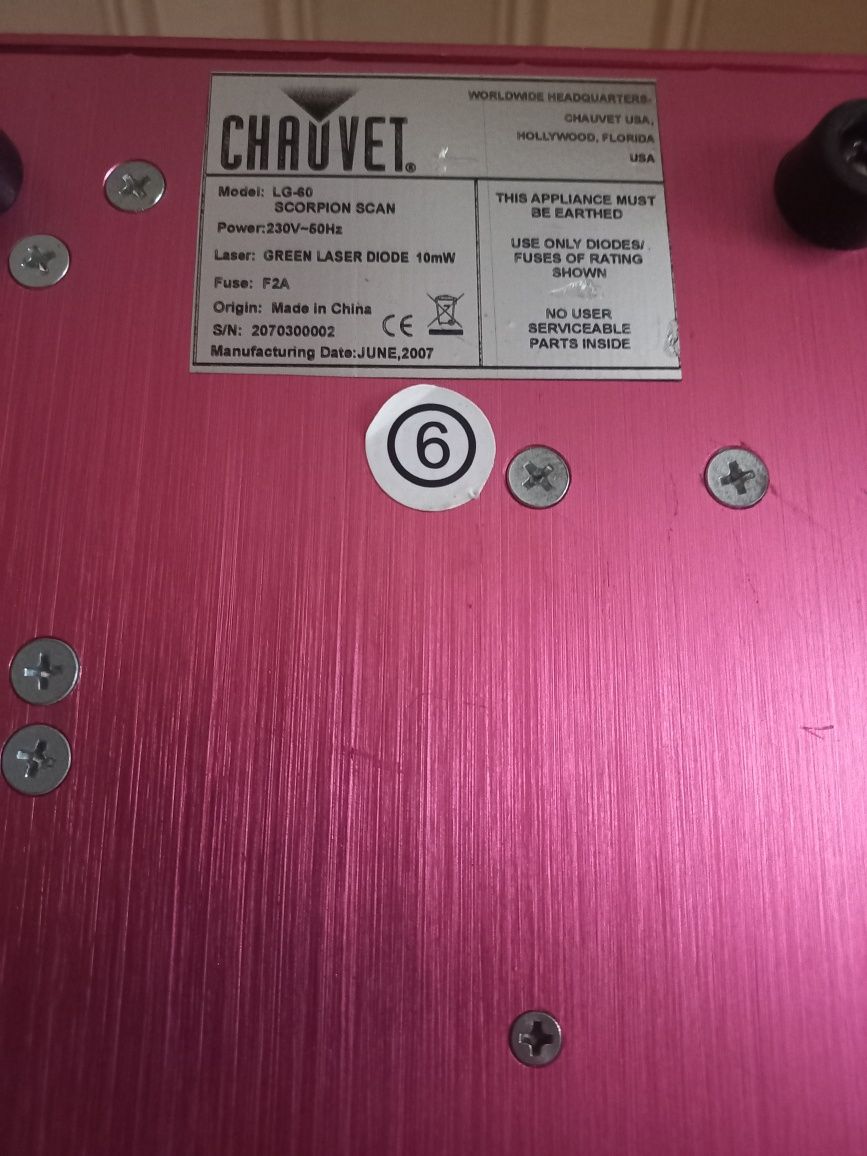 CHAUVET®
WORLDWIDE HEADQUARTERS-
CHAUVET USA,
HOLLYWOOD, FLORIDA
USA
Model: LG-60
SCORPION SCAN
Power:230V~50Hz
Laser: GREEN LASER DIODE 10mW
Fuse: F2A
Origin: Made in China
S/N: 2070300002
CE
Manufacturing Date:JUNE,2007
THIS APPLIANCE MUST
BE EARTHED
USE ONLY DIODES/
FUSES OF RATING
SHOWN
NO USER
SERVICEABLE
PARTS INSIDE
6